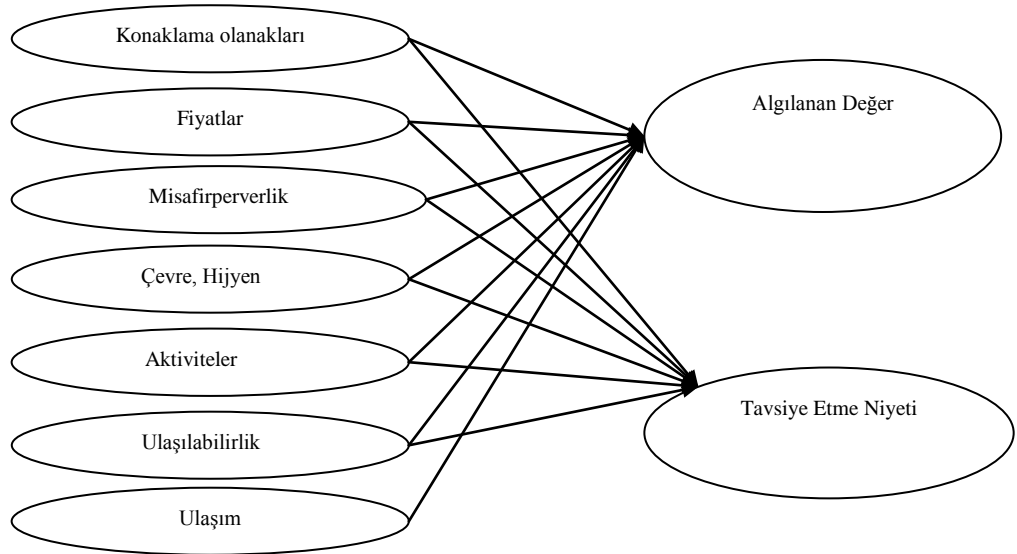 Konaklama olanakları
Fiyatlar
Misafirperverlik
Çevre, Hijyen
Aktiviteler
Ulaşılabilirlik
Ulaşım
Algılanan Değer
Tavsiye Etme Niyeti